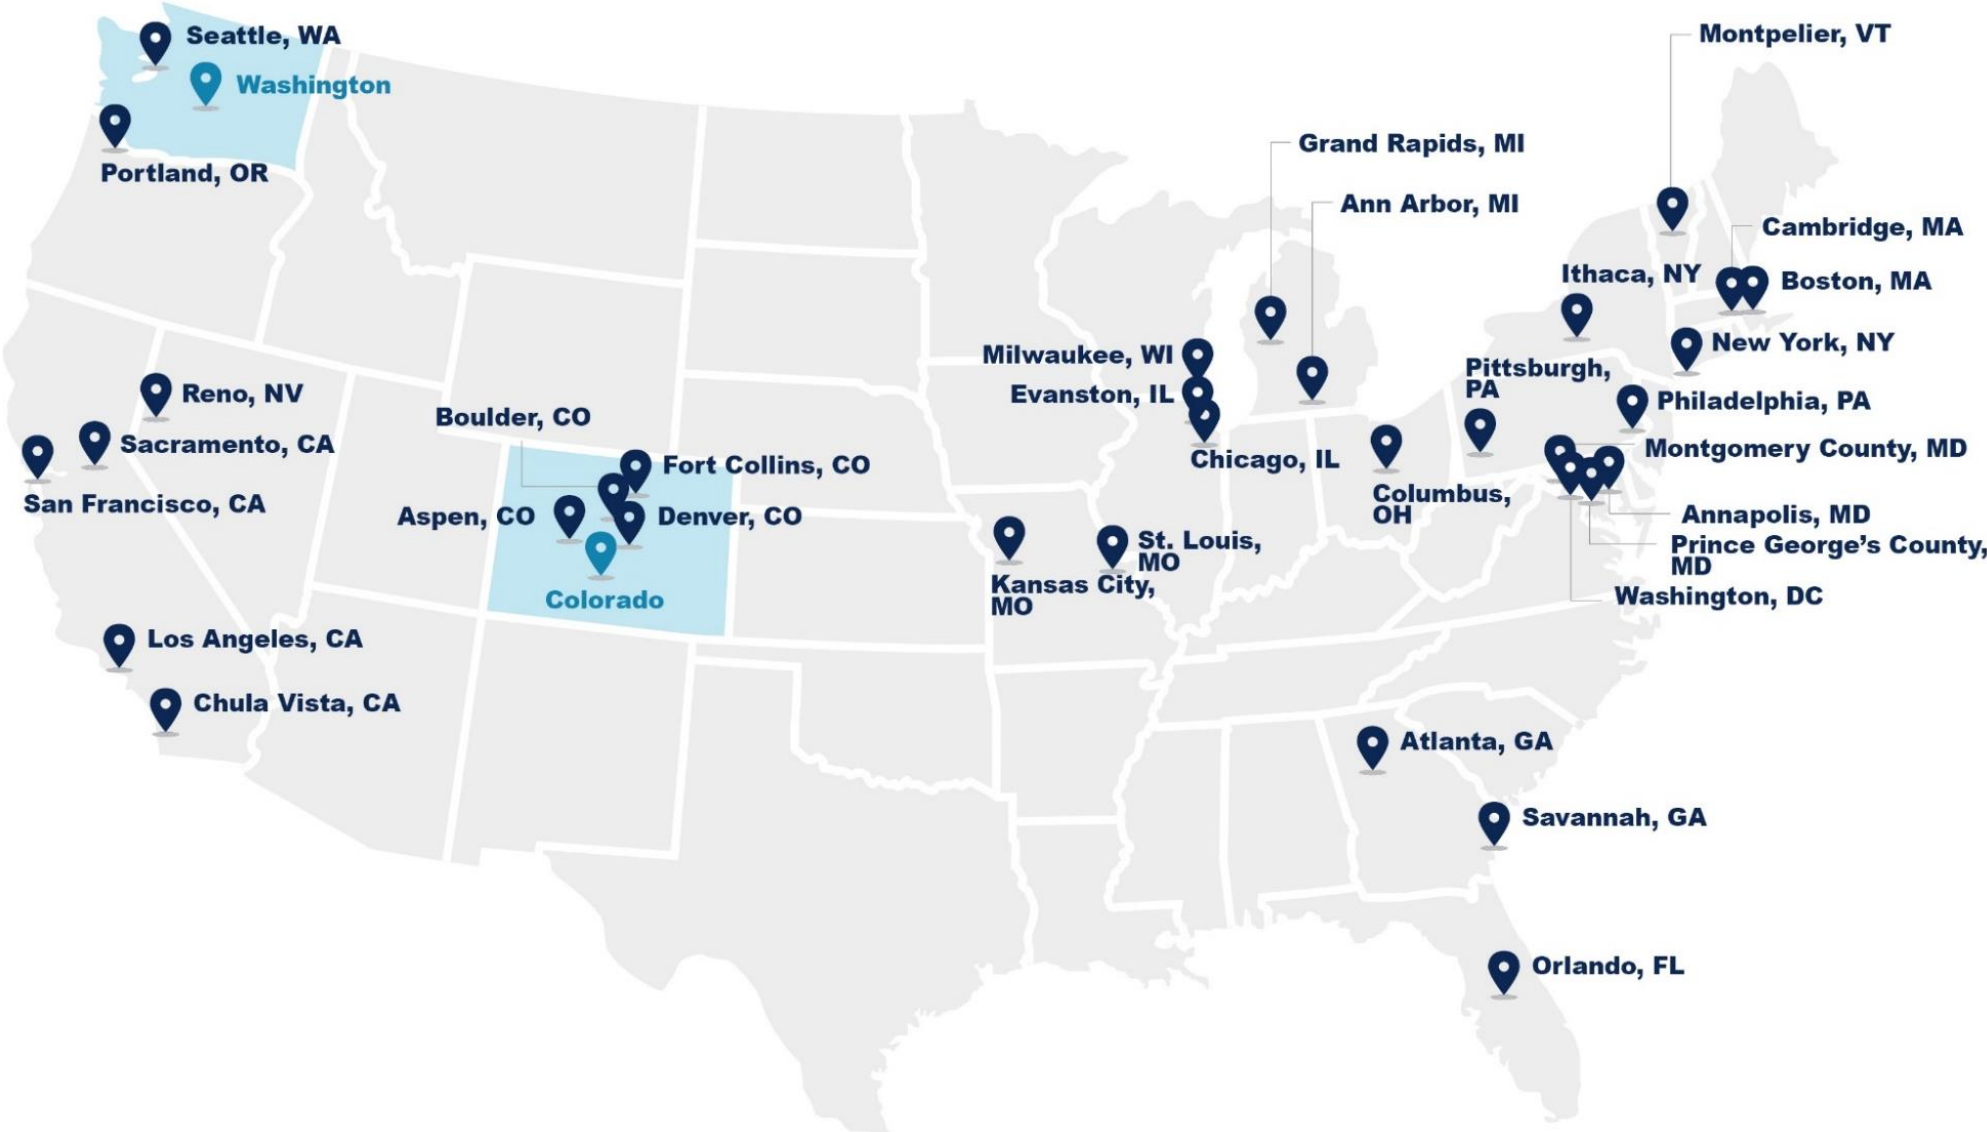 Seattle, WA
Washington
Portland, OR
Montpelier, VT
Grand Rapids, MI
Ann Arbor, MI
Cambridge, MA
Ithaca, NY
Boston, MA
New York, NY
Milwaukee, WI
Evanston, IL
Chicago, IL
Pittsburgh,
PA
Philadelphia, PA
Reno, NV
Sacramento, CA
San Francisco, CA
Boulder, CO
Fort Collins, CO
Aspen, CO
Denver, CO
Colorado
Montgomery County, MD
Columbus,
OH
Annapolis, MD
Prince George’s County,
MD
Washington, DC
St. Louis,
MO
Kansas City,
MO
Los Angeles, CA
Chula Vista, CA
Atlanta, GA
Savannah, GA
Orlando, FL